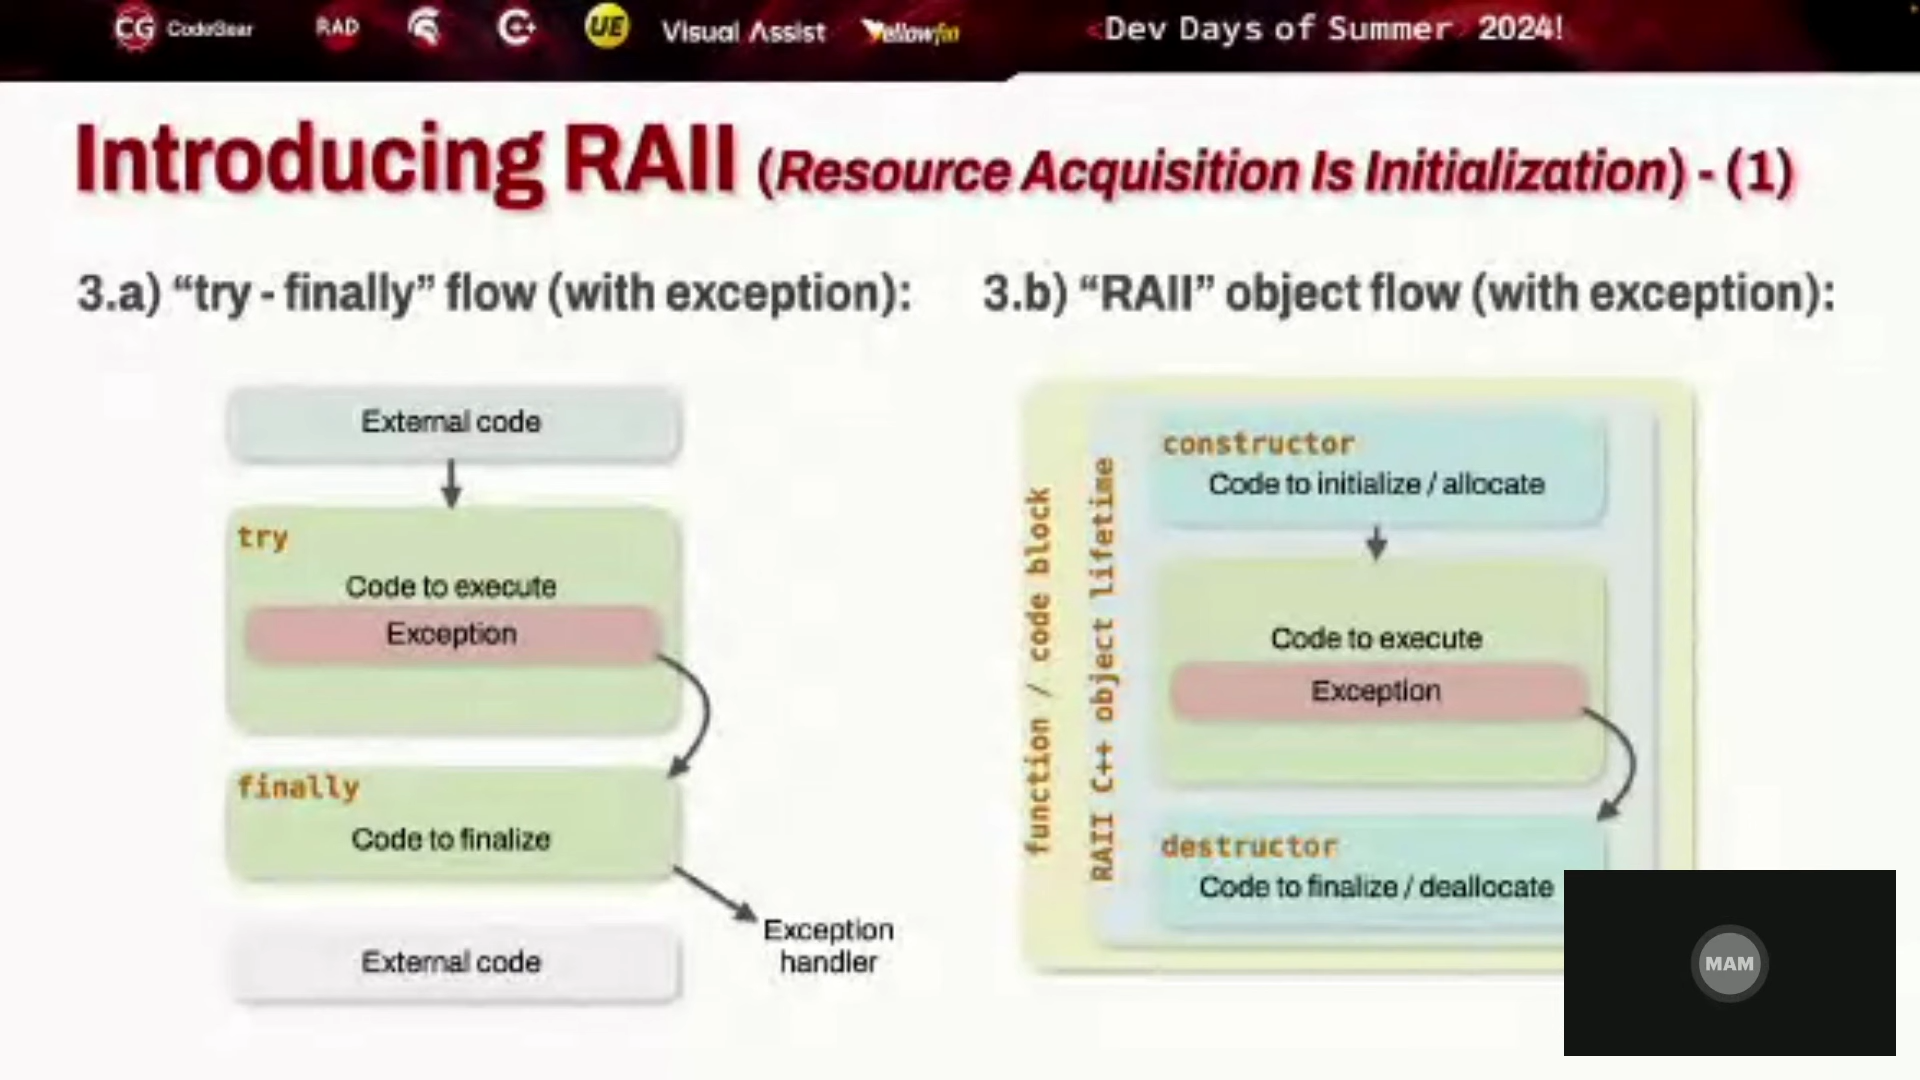 CG CodeGear RAD C+ UE Visual Assist Yellowfin <Dev Days of Summer 2024!
Introducing RAII (Resource Acquisition Is Initialization) - (1)
3.a) “try - finally” flow (with exception):
External code
try
Code to execute
Exception
finally
Code to finalize
Exception
handler
External code
3.b) “RAII” object flow (with exception):
function / code block
RAII C++ object lifetime
constructor
Code to initialize / allocate
Code to execute
Exception
destructor
Code to finalize / deallocate
MAM